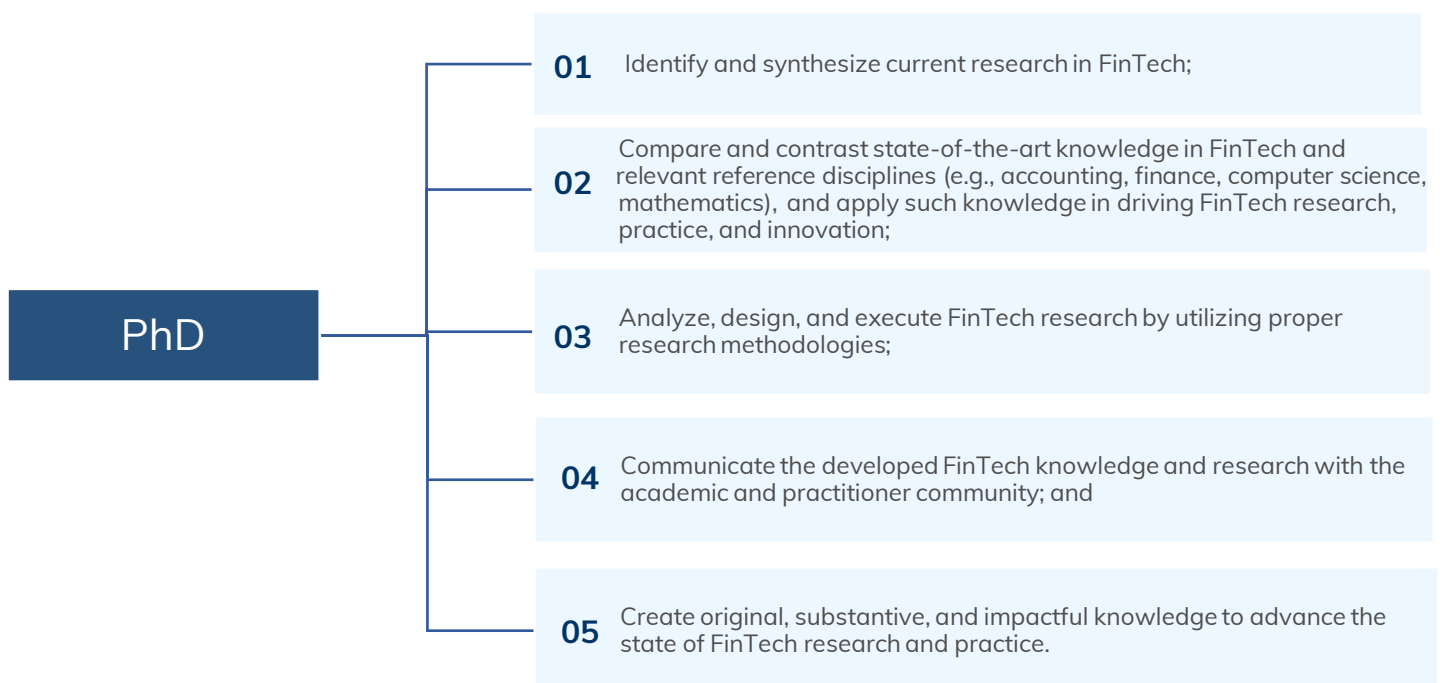 PhD
01
Identify and synthesize current research in FinTech;
02
Compare and contrast state-of-the-art knowledge in FinTech and
relevant reference disciplines (e.g., accounting, finance, computer science,
mathematics), and apply such knowledge in driving FinTech research,
practice, and innovation;
03
Analyze, design, and execute FinTech research by utilizing proper
research methodologies;
04
Communicate the developed FinTech knowledge and research with the
academic and practitioner community; and
05
Create original, substantive, and impactful knowledge to advance the
state of FinTech research and practice.